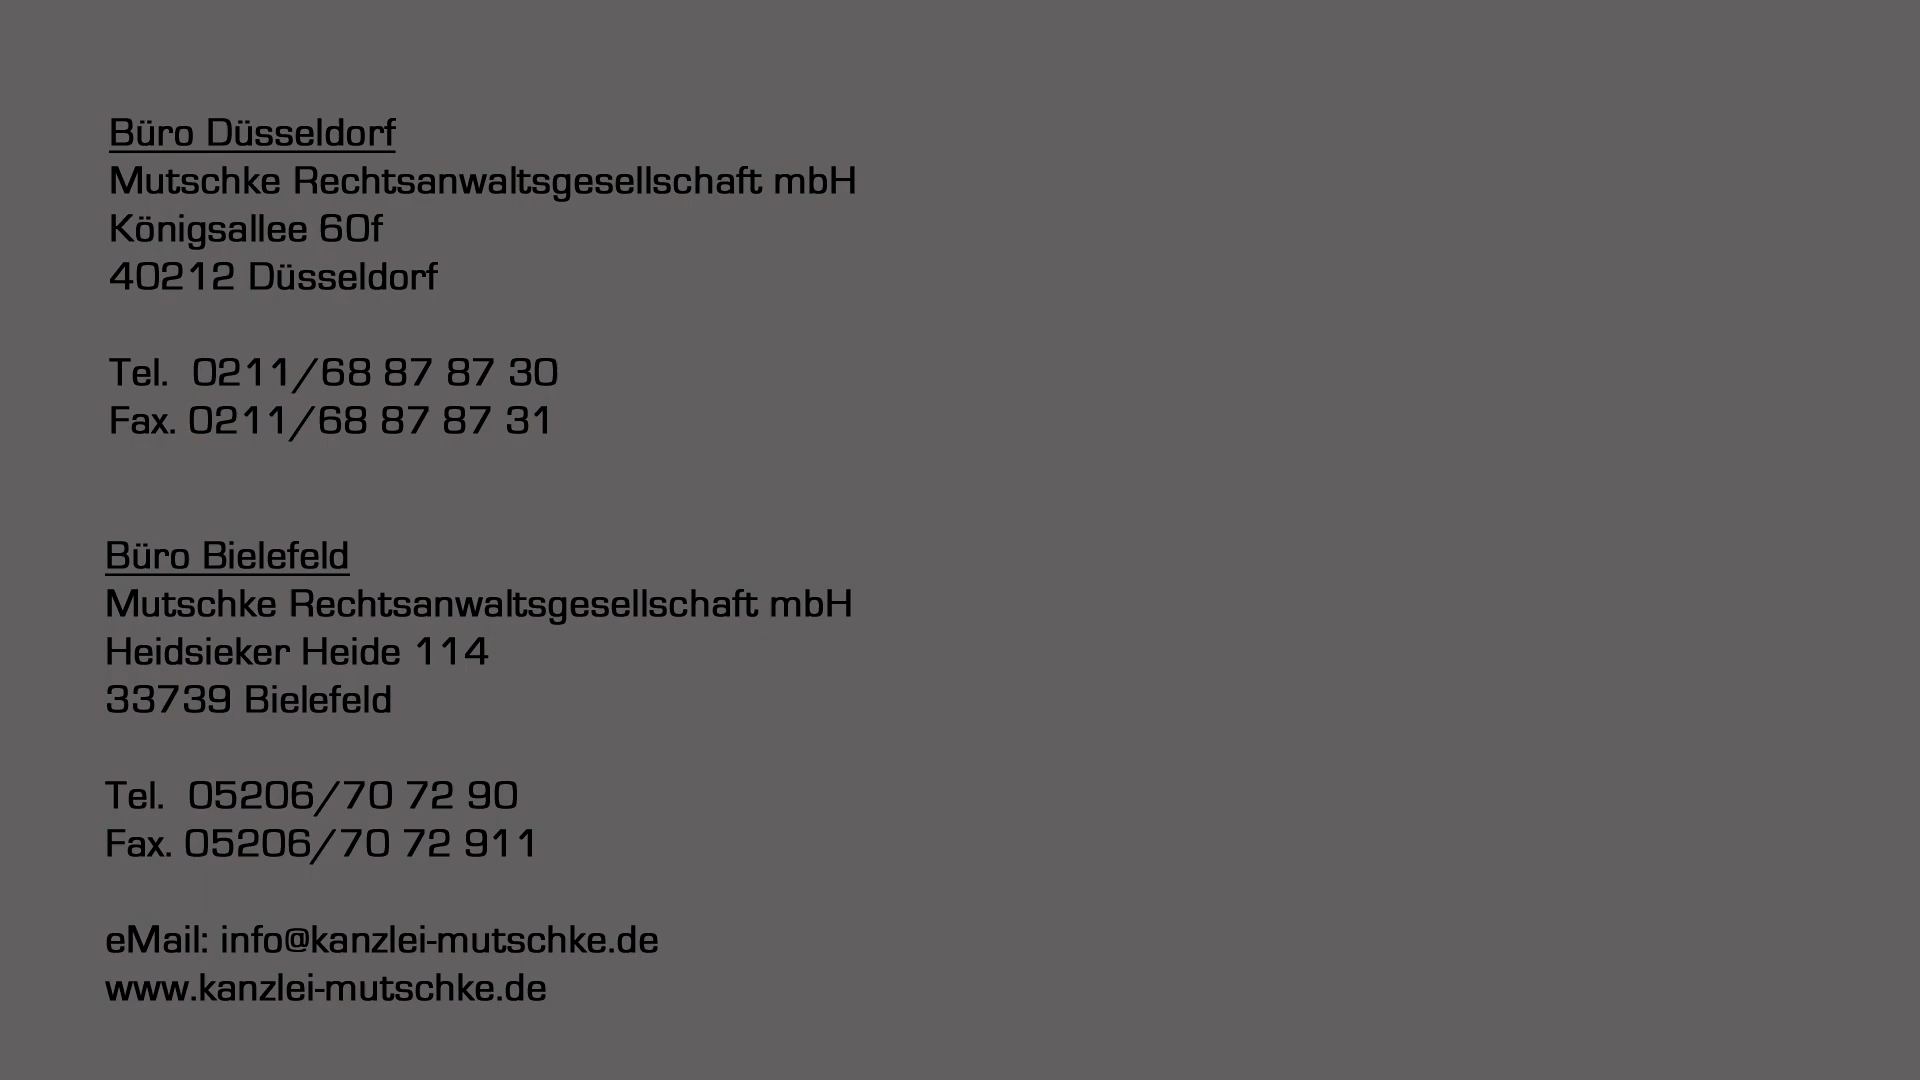 Büro Düsseldorf
Mutschke Rechtsanwaltsgesellschaft mbH
Königsallee 60f
40212 Düsseldorf
Tel. 0211/68 87 87 30
Fax. 0211/68 87 87 31
Büro Bielefeld
Mutschke Rechtsanwaltsgesellschaft mbH
Heidsieker Heide 114
33739 Bielefeld
Tel. 05206/70 72 90
Fax. 05206/70 72 911
eMail: info@kanzlei-mutschke.de
www.kanzlei-mutschke.de